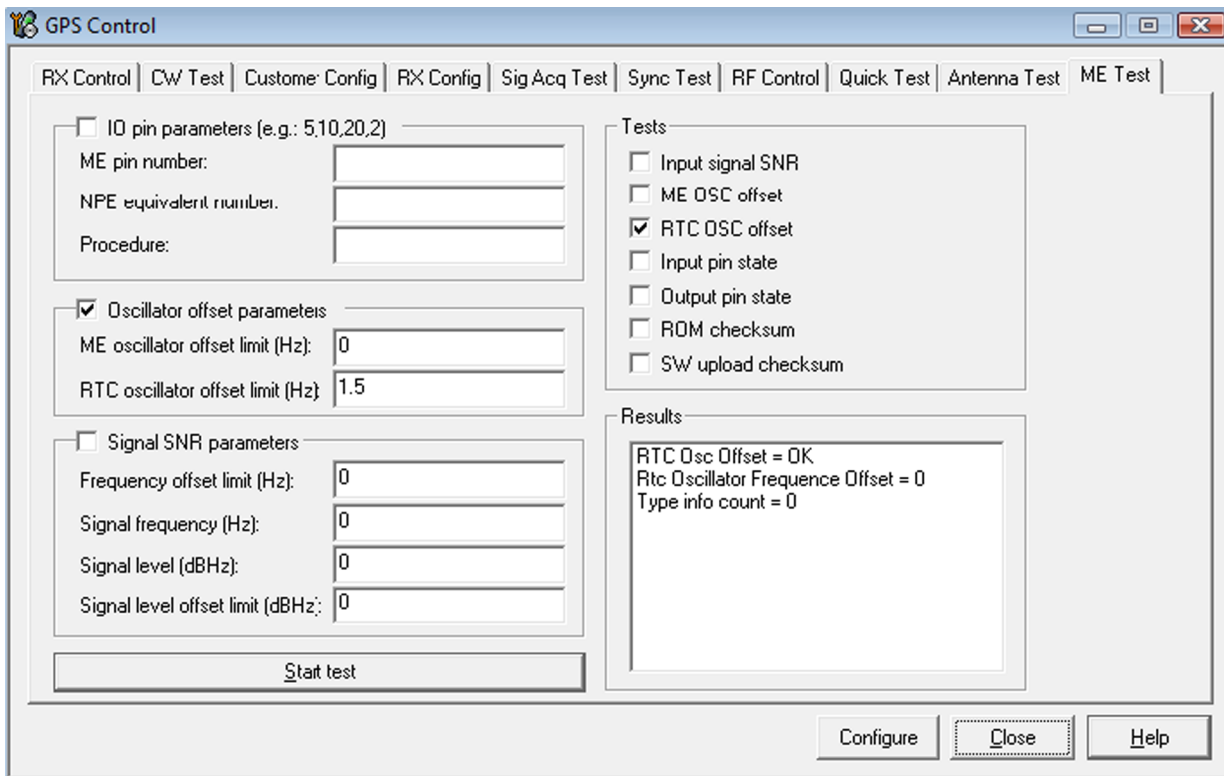 GPS Control
RX Control CW Test Customer Config RX Config Sig Acq Test Sync Test RF Control Quick Test Antenna Test ME Test
IO pin parameters (e.g.: 5,10,20,2)
ME pin number:
NPE equivalent number:
Procedure:
Oscillator offset parameters
ME oscillator offset limit (Hz): 0
RTC oscillator offset limit (Hz) 1.5
Signal SNR parameters
Frequency offset limit (Hz): 0
Signal frequency (Hz): 0
Signal level (dBHz): 0
Signal level offset limit (dBHz): 0
Start test
Tests
Input signal SNR
ME OSC offset
RTC OSC offset
Input pin state
Output pin state
ROM checksum
SW upload checksum
Results
RTC Osc Offset = OK
Rtc Oscillator Frequence Offset = 0
Type info count = 0
Configure Close Help